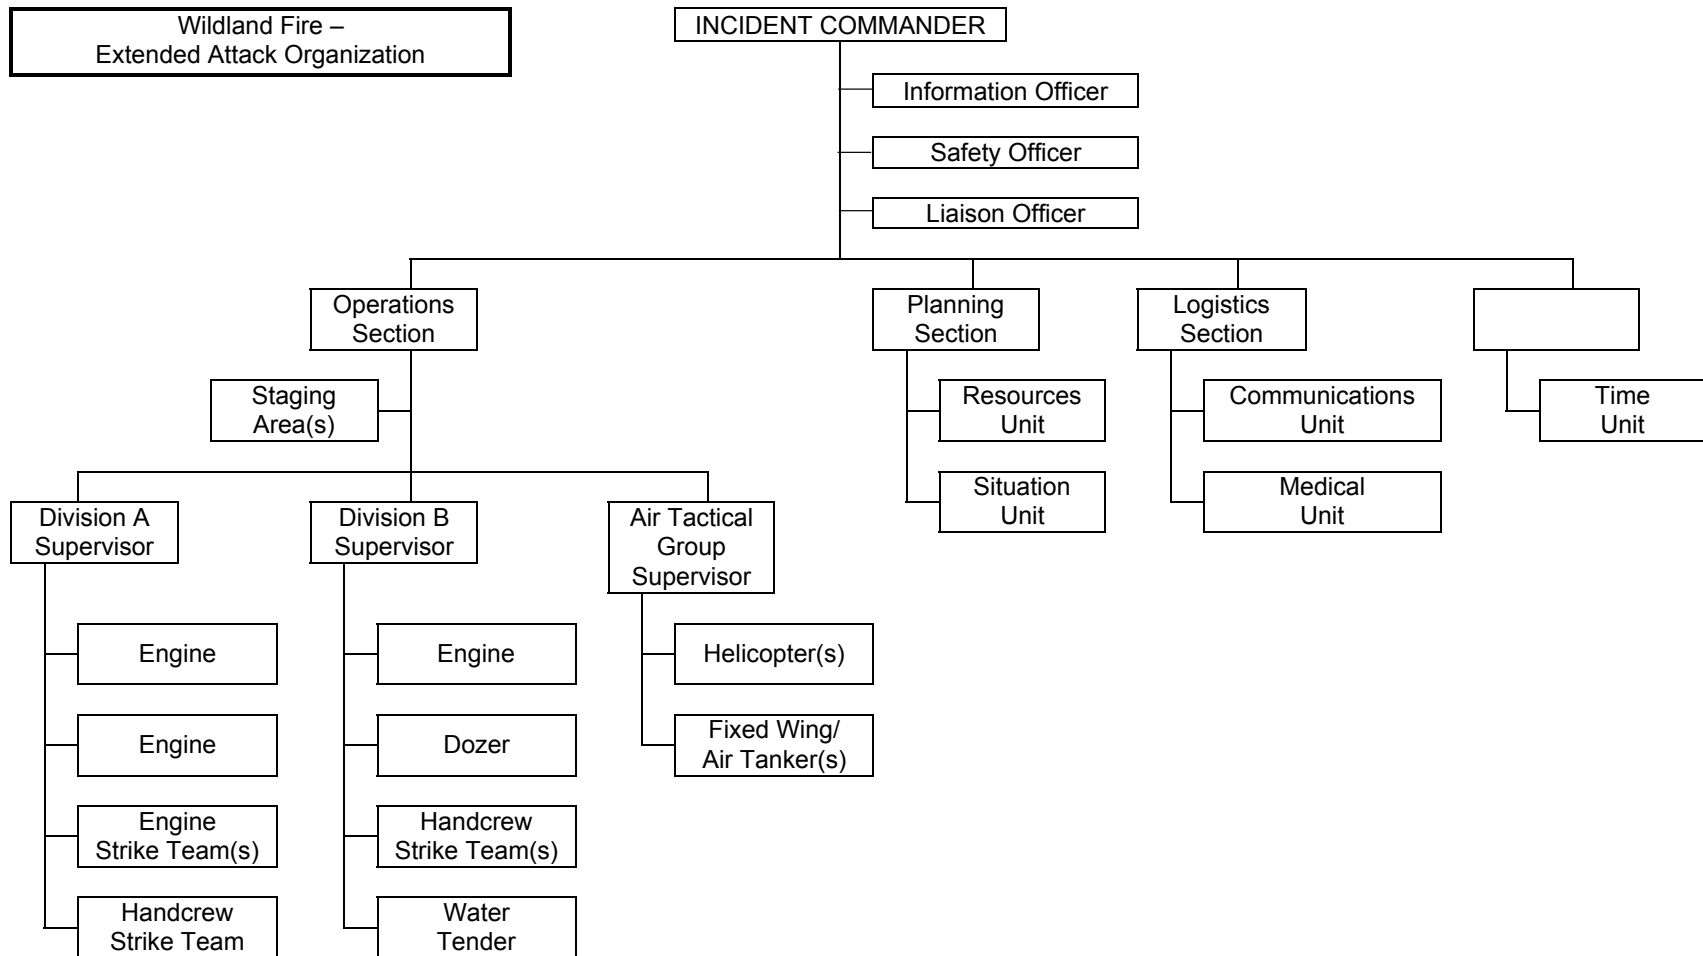 Wildland Fire –
Extended Attack Organization
INCIDENT COMMANDER
Information Officer
Safety Officer
Liaison Officer
Operations
Section
Planning
Section
Logistics
Section
Staging
Area(s)
Resources
Unit
Communications
Unit
Time
Unit
Situation
Unit
Medical
Unit
Division A
Supervisor
Division B
Supervisor
Air Tactical
Group
Supervisor
Engine
Engine
Helicopter(s)
Engine
Dozer
Fixed Wing/
Air Tanker(s)
Engine
Strike Team(s)
Handcrew
Strike Team(s)
Handcrew
Strike Team
Water
Tender